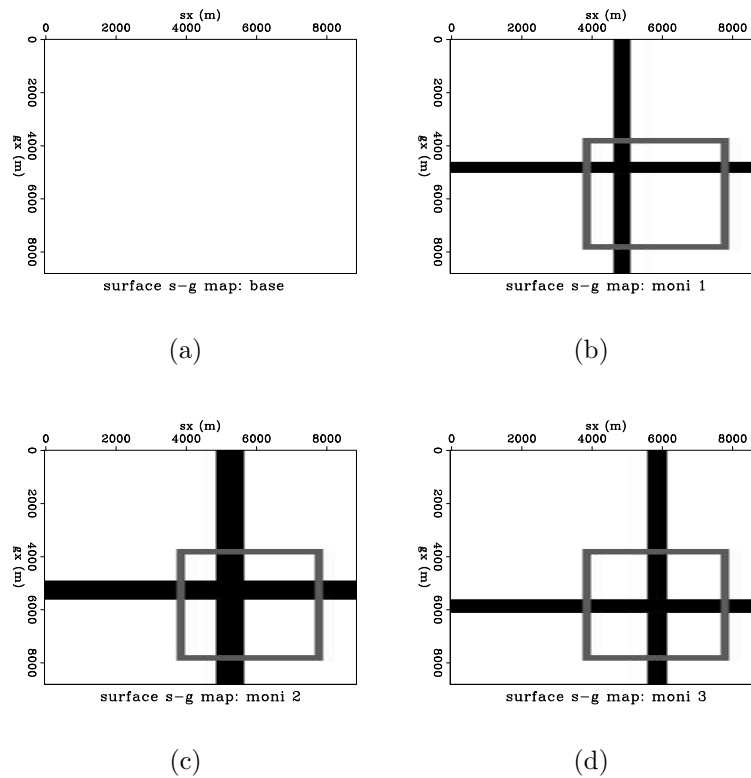 sx (m)
0 2000 4000 6000 8000
0 2000 4000 6000 8000
gx (m)
surface s-g map: base
(a)
sx (m)
0 2000 4000 6000 8000
0 2000 4000 6000 8000
gx (m)
surface s-g map: moni 1
(b)
sx (m)
0 2000 4000 6000 8000
0 2000 4000 6000 8000
gx (m)
surface s-g map: moni 2
(c)
sx (m)
0 2000 4000 6000 8000
0 2000 4000 6000 8000
gx (m)
surface s-g map: moni 3
(d)